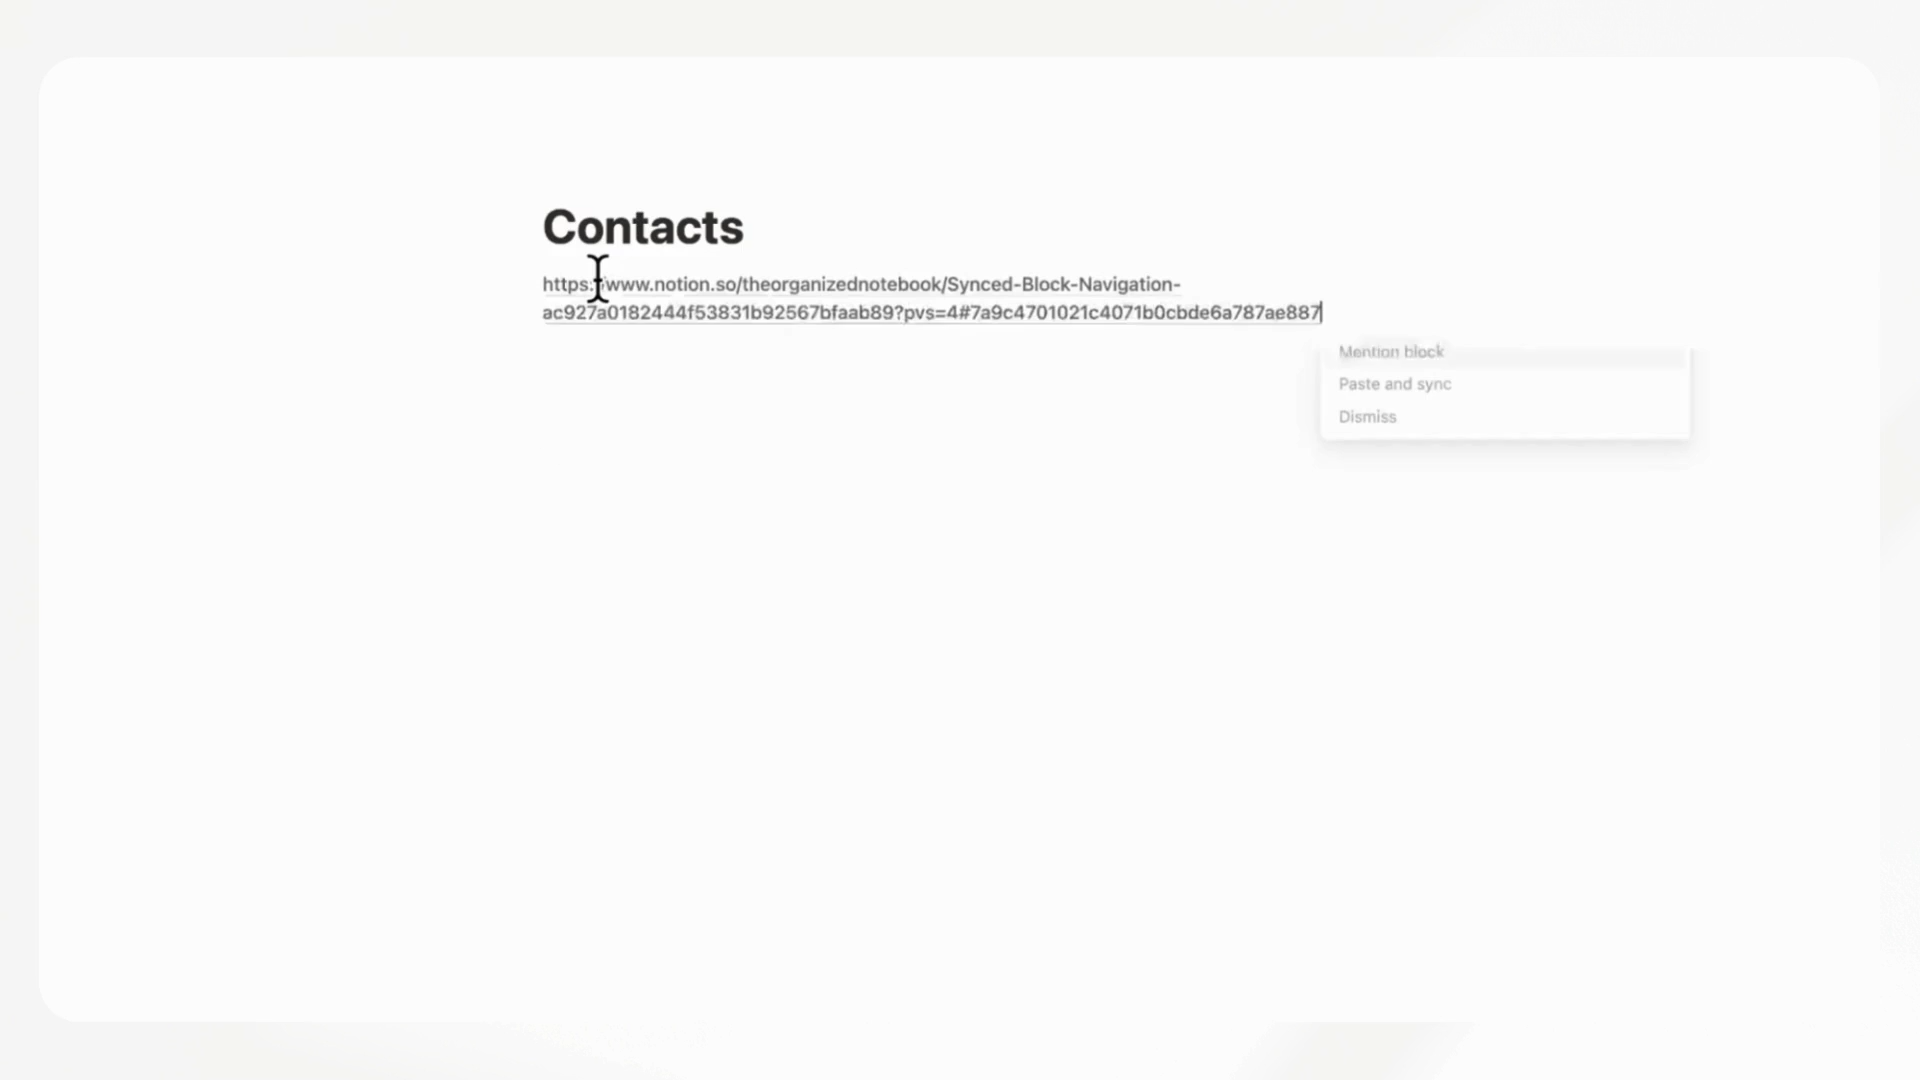 Contacts
https://www.notion.so/theorganizednotebook/Synced-Block-Navigation-
ac927a0182444f53831b92567bfaab89?pvs=4#7a9c4701021c4071b0cbde6a787ae887
Mention block
Paste and sync
Dismiss